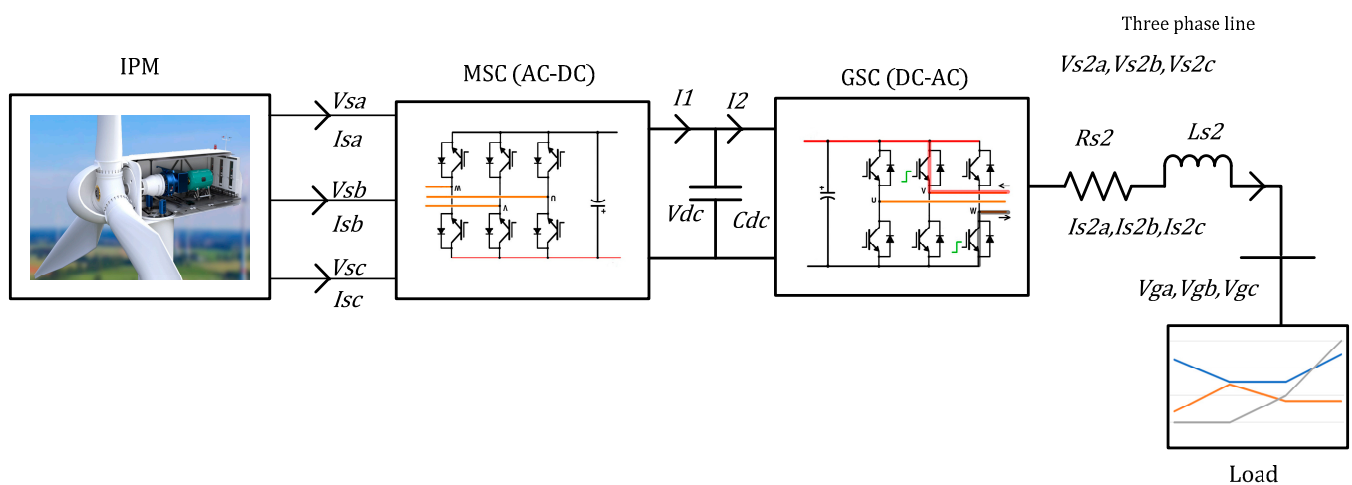 Three phase line
IPM
MSC (AC-DC)
GSC (DC-AC)
Vs2a,Vs2b,Vs2c
Vsa
Isa
I1
I2
Rs2
Ls2
Vsb
Isb
W
U
V
+
Vdc
Cdc
+
V
U
W
Is2a,Is2b,Is2c
Vsc
Isc
Vga,Vgb,Vgc
Load